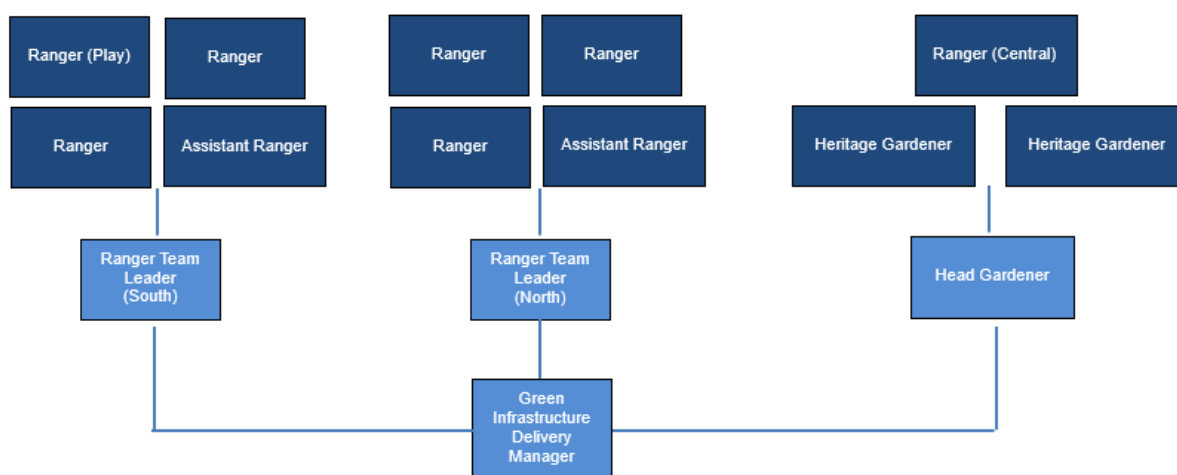 Ranger (Play)
Ranger
Ranger
Ranger
Ranger (Central)
Ranger
Assistant Ranger
Ranger
Assistant Ranger
Heritage Gardener
Heritage Gardener
Ranger Team
Leader
(South)
Ranger Team
Leader
(North)
Head Gardener
Green
Infrastructure
Delivery
Manager